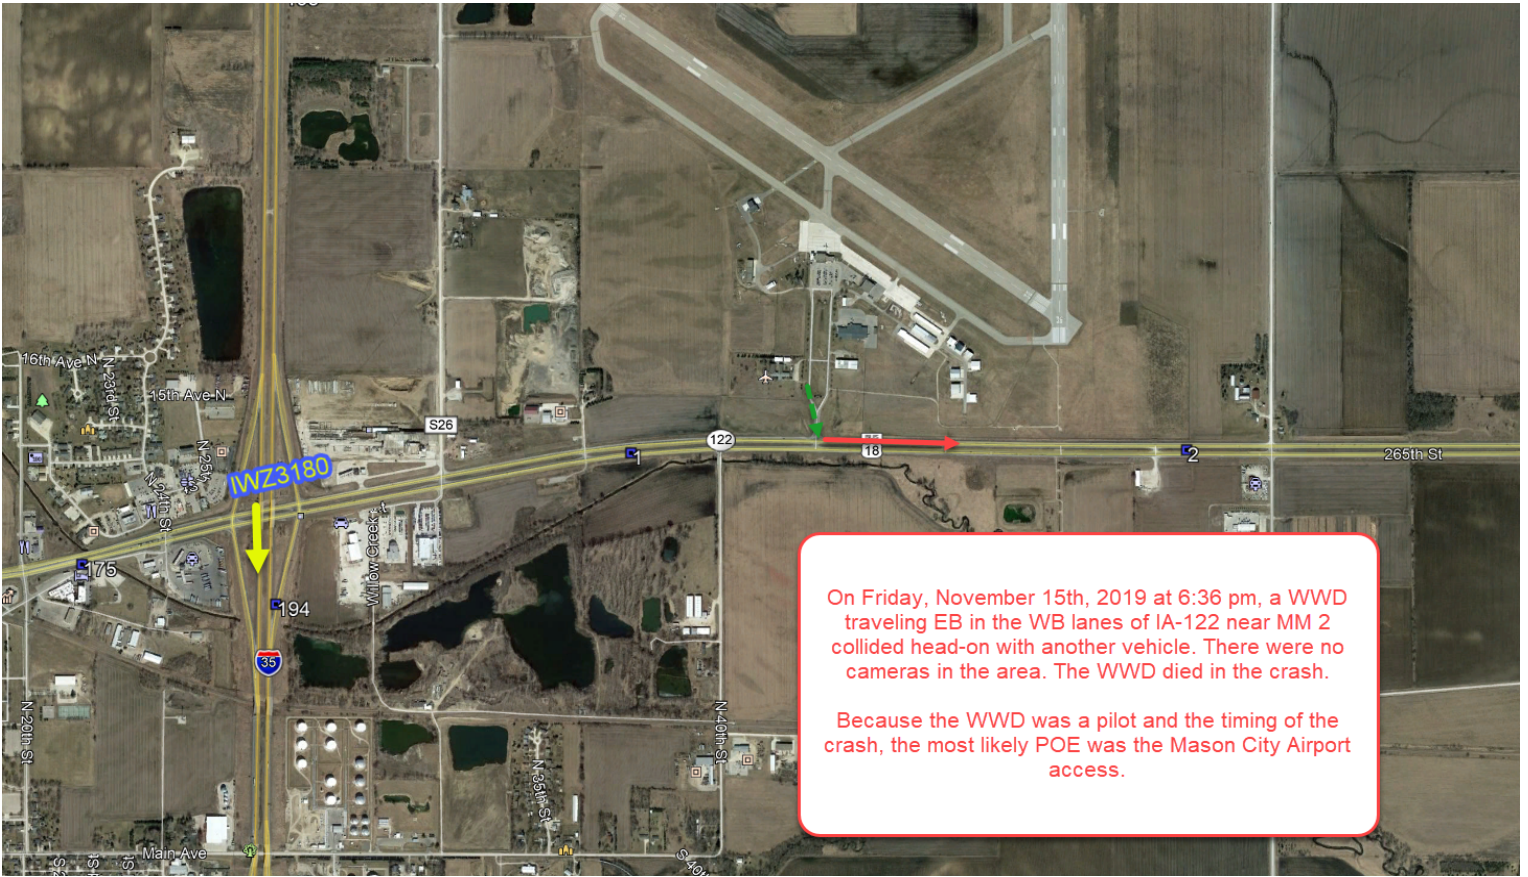 S26
122
18
1
2
265th St
16th Ave N
N 23rd St
15th Ave N
N 25th
N 24th St
IWZ3180
175
194
35
Willow Creek
N 20th St
N 40th St
N 35th St
Main Ave
S 40th
On Friday, November 15th, 2019 at 6:36 pm, a WWD
traveling EB in the WB lanes of IA-122 near MM 2
collided head-on with another vehicle. There were no
cameras in the area. The WWD died in the crash.
Because the WWD was a pilot and the timing of the
crash, the most likely POE was the Mason City Airport
access.